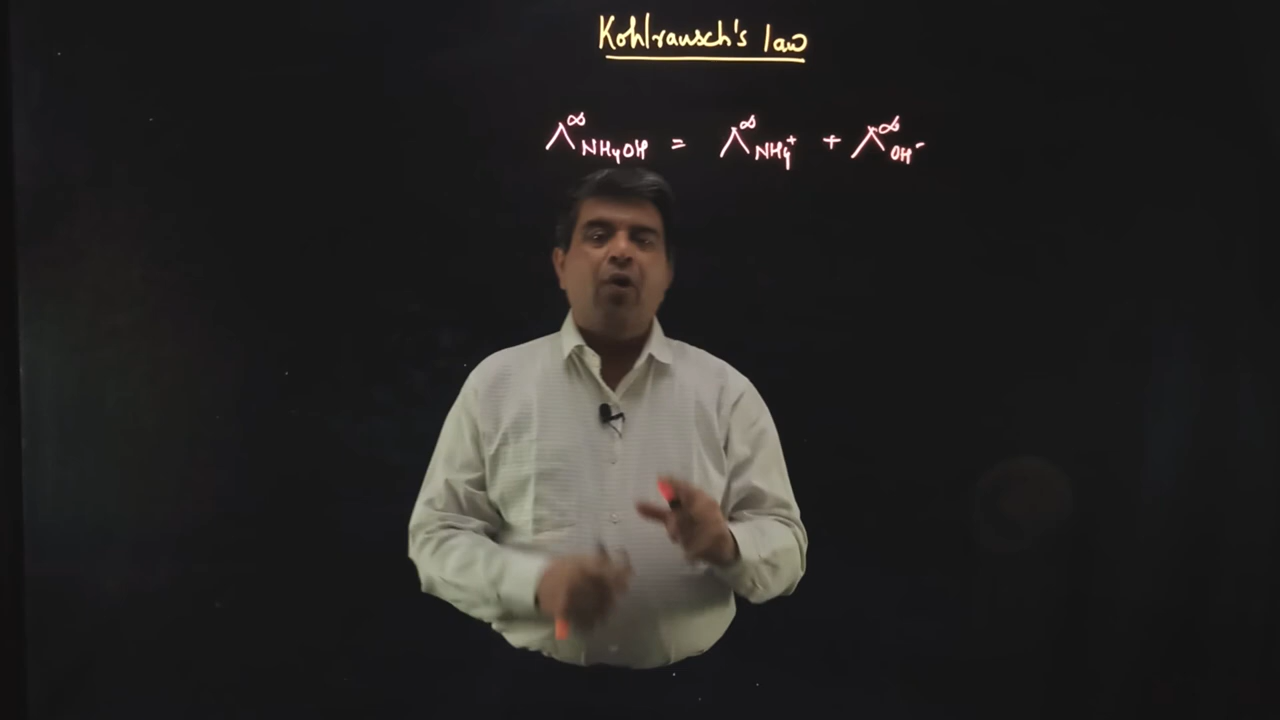 Kohlrausch's law
Λ∞NH4OH = Λ∞NH4+ + Λ∞OH-